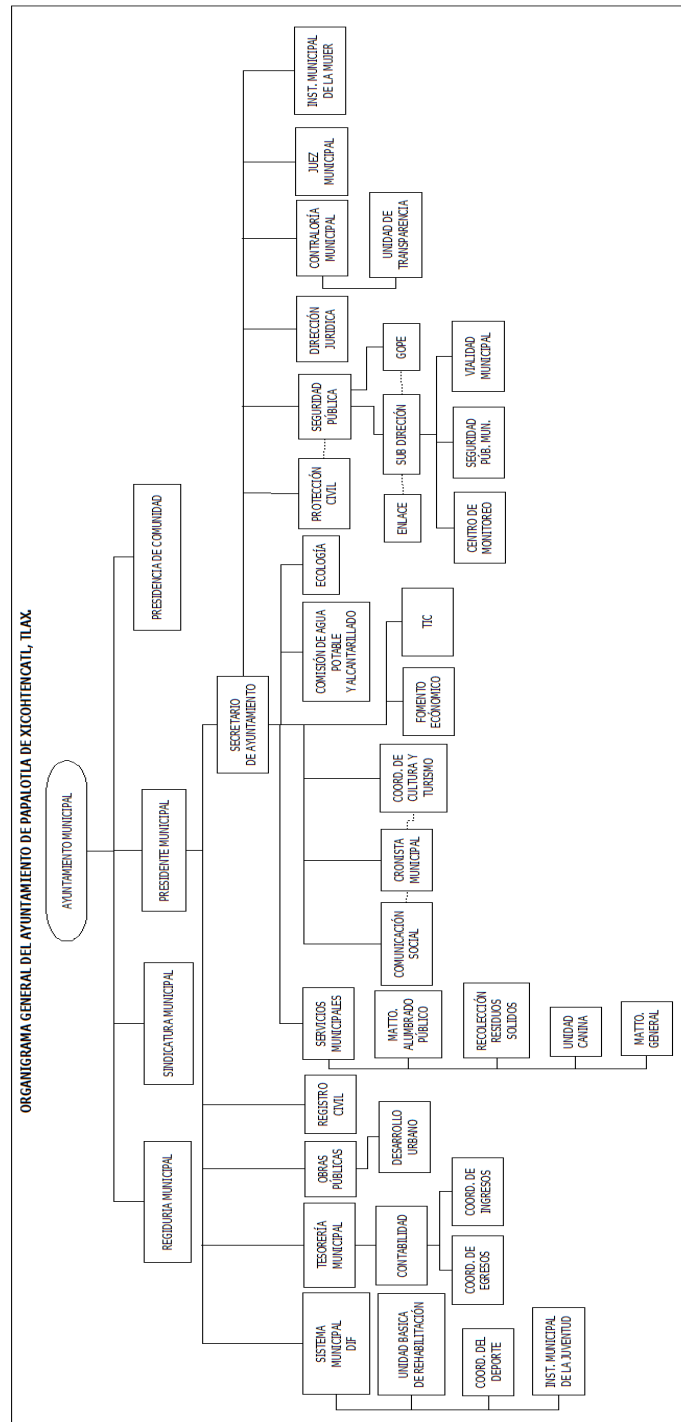 ORGANIGRAMA GENERAL DEL AYUNTAMIENTO DE PAPALOTLA DE XICOHTENCATL, TLAX.
AYUNTAMIENTO MUNICIPAL
REGIDURIA MUNICIPAL
SINDICATURA MUNICIPAL
PRESIDENTE MUNICIPAL
PRESIDENCIA DE COMUNIDAD
SECRETARIO
DE AYUNTAMIENTO
SISTEMA
MUNICIPAL
DIF
TESORERÍA
MUNICIPAL
OBRAS
PÚBLICAS
REGISTRO
CIVIL
SERVICIOS
MUNICIPALES
COMISIÓN DE AGUA
POTABLE
Y ALCANTARILLADO
ECOLOGÍA
PROTECCIÓN
CIVIL
SEGURIDAD
PÚBLICA
DIRECCIÓN
JURIDICA
CONTRALORÍA
MUNICIPAL
JUEZ
MUNICIPAL
INST. MUNICIPAL
DE LA MUJER
UNIDAD BASICA
DE REHABILITACIÓN
CONTABILIDAD
DESARROLLO
URBANO
MATTO.
ALUMBRADO
PÚBLICO
COMUNICACIÓN
SOCIAL
CRONISTA
MUNICIPAL
COORD. DE
CULTURA Y
TURISMO
FOMENTO
ECÓNOMICO
TIC
ENLACE
SUB DIRECIÓN
GOPE
UNIDAD DE
TRANSPARENCIA
COORD. DEL
DEPORTE
COORD. DE
EGRESOS
COORD. DE
INGRESOS
RECOLECCIÓN
RESIDUOS
SOLIDOS
CENTRO DE
MONITOREO
SEGURIDAD
PÚB. MUN.
VIALIDAD
MUNICIPAL
INST. MUNICIPAL
DE LA JUVENTUD
UNIDAD
CANINA
MATTO.
GENERAL